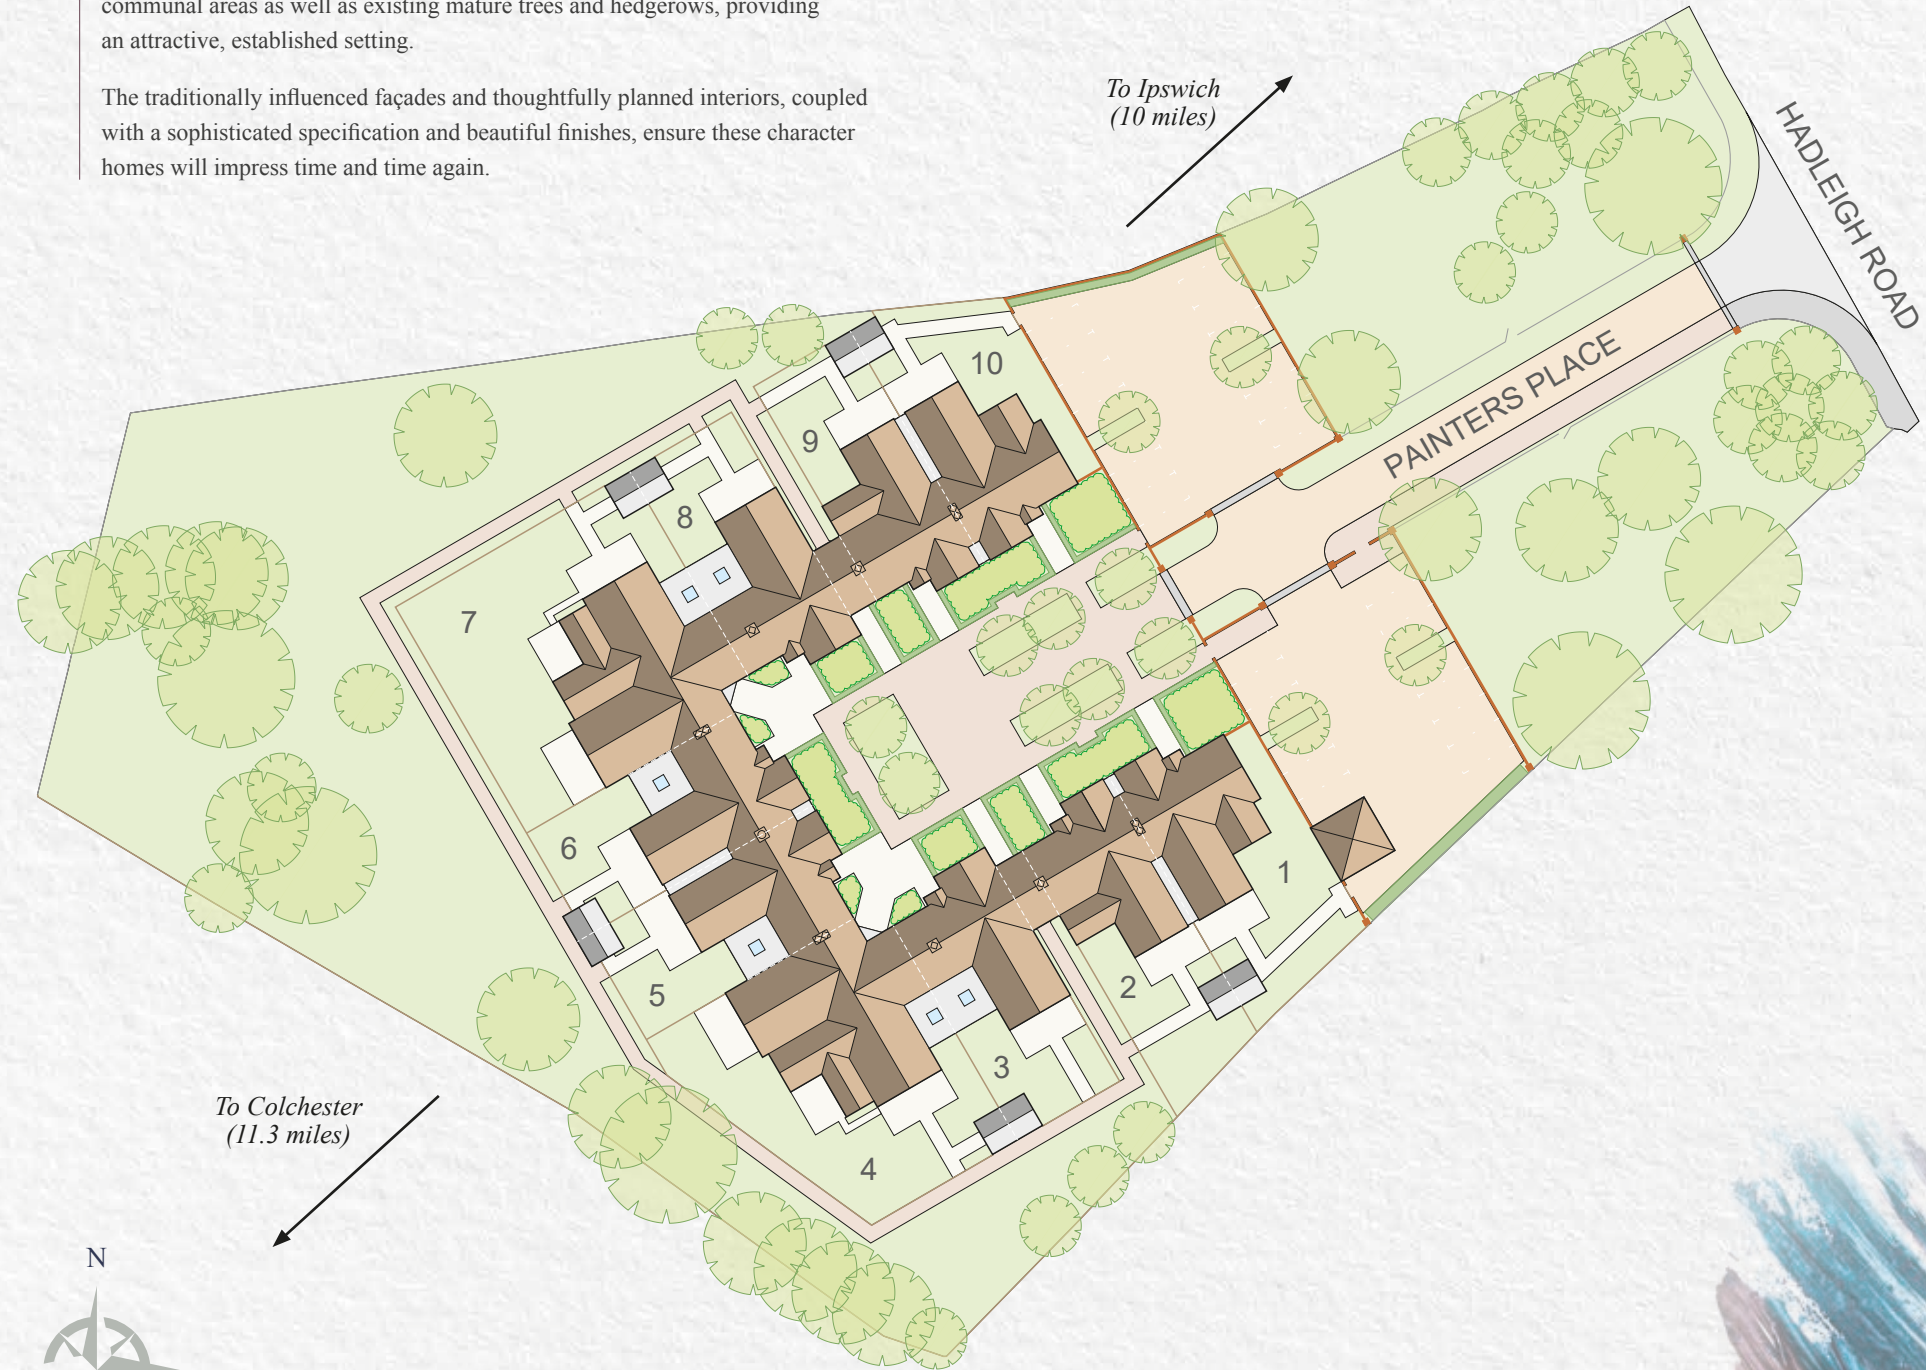 communal areas as well as existing mature trees and hedgerows, providing
an attractive, established setting.
The traditionally influenced façades and thoughtfully planned interiors, coupled
with a sophisticated specification and beautiful finishes, ensure these character
homes will impress time and time again.
To Ipswich
(10 miles)
HADLEIGH ROAD
PAINTERS PLACE
10
9
8
7
6
5
4
3
2
1
To Colchester
(11.3 miles)
N